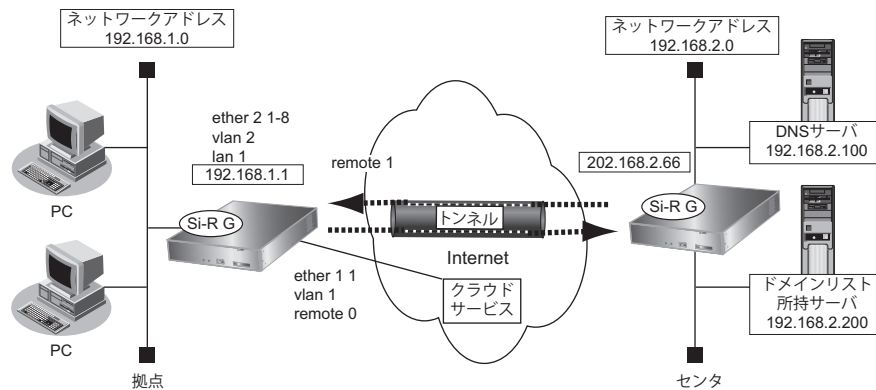 ネットワークアドレス
192.168.1.0
ether 2 1-8
vlan 2
lan 1
192.168.1.1
PC
PC
Si-R G
ether 1 1
vlan 1
remote 0
拠点
remote 1
トンネル
Internet
クラウド
サービス
ネットワークアドレス
192.168.2.0
202.168.2.66
Si-R G
DNSサーバ
192.168.2.100
ドメインリスト
所持サーバ
192.168.2.200
センタ